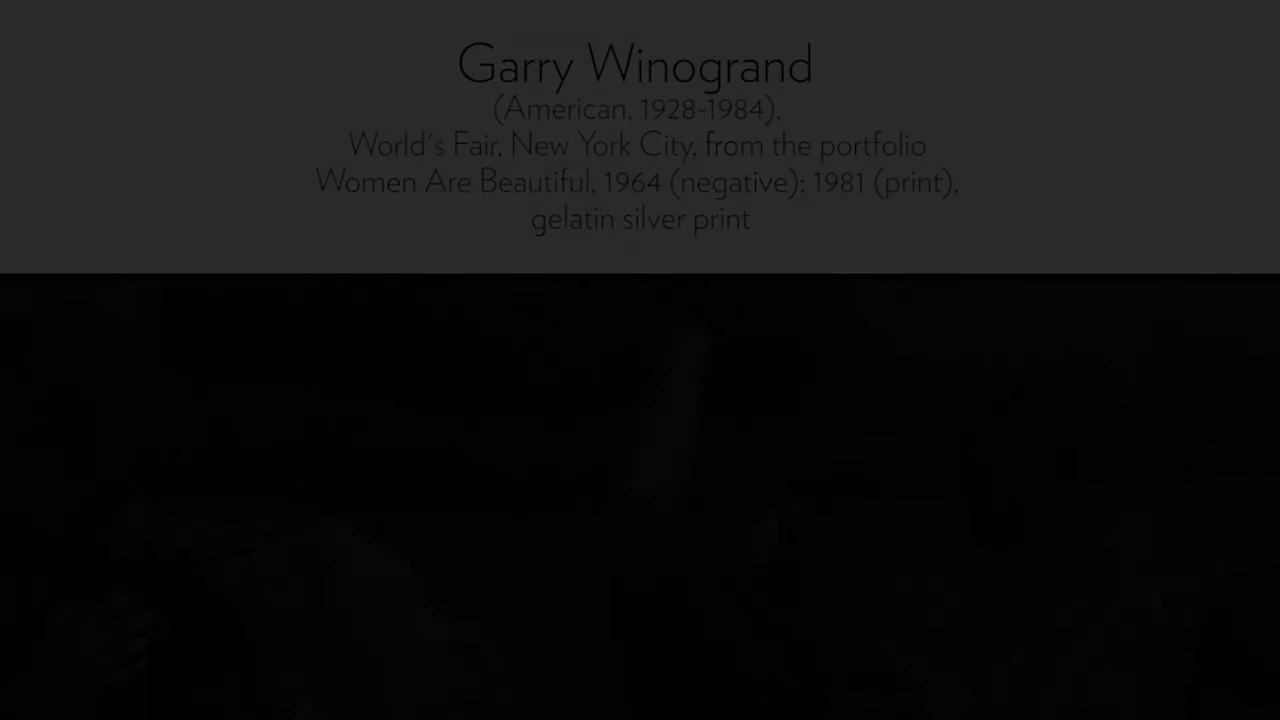 Garry Winogrand
(American, 1928-1984),
World's Fair, New York City, from the portfolio
Women Are Beautiful, 1964 (negative); 1981 (print),
gelatin silver print